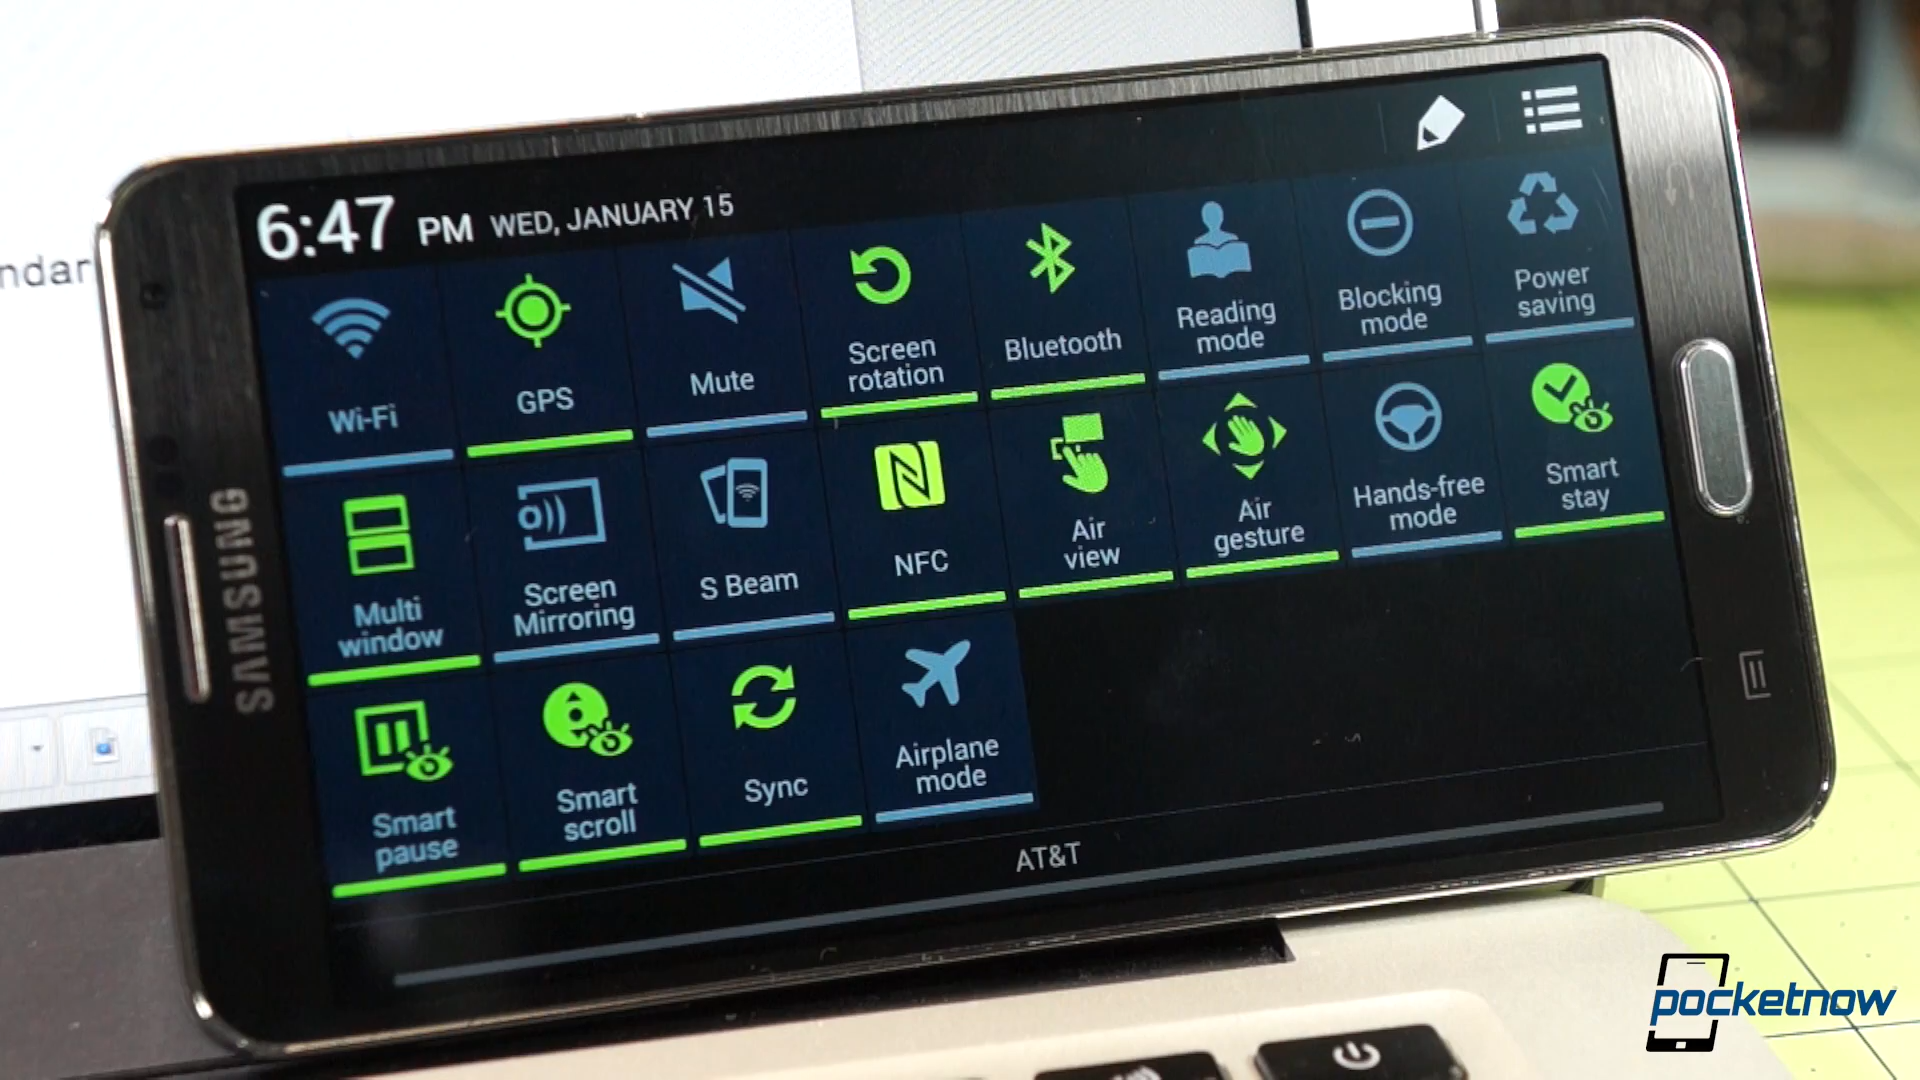 ndar
6:47 PM WED, JANUARY 15
Wi-Fi
GPS
Mute
Screen
rotation
Bluetooth
Reading
mode
Blocking
mode
Power
saving
Multi
window
Screen
Mirroring
S Beam
NFC
Air
view
Air
gesture
Hands-free
mode
Smart
stay
Smart
pause
Smart
scroll
Sync
Airplane
mode
AT&T
SAMSUNG
pocketnow